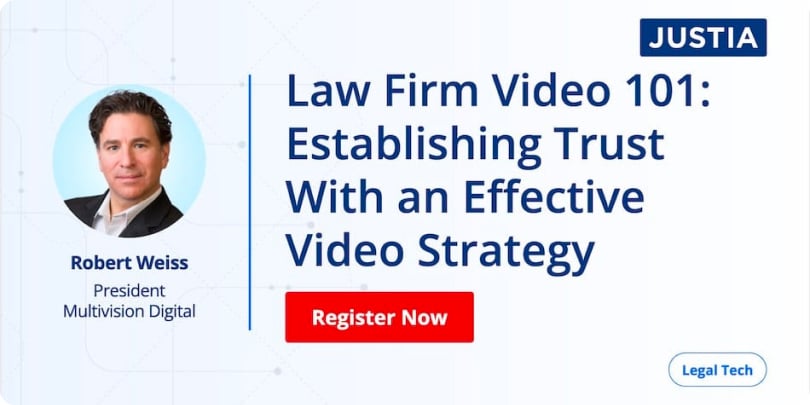 JUSTIA
Law Firm Video 101:
Establishing Trust
With an Effective
Video Strategy
Robert Weiss
President
Multivision Digital
Register Now
Legal Tech